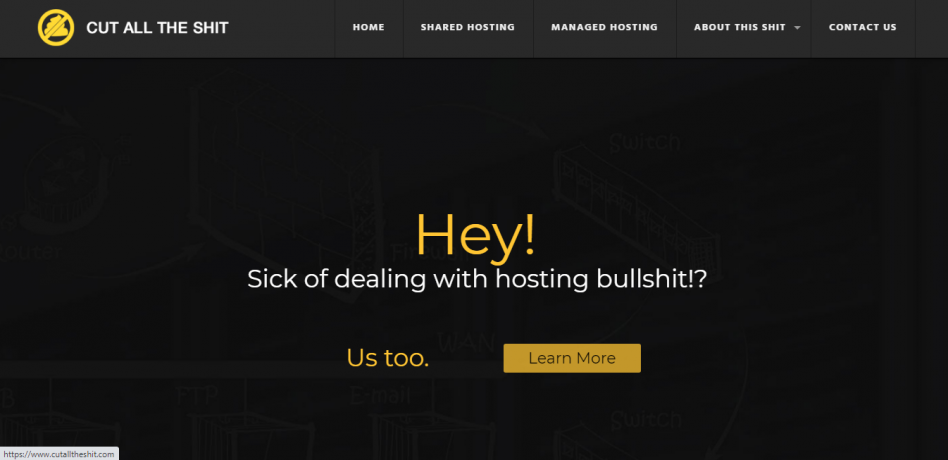 CUT ALL THE SHIT
HOME
SHARED HOSTING
MANAGED HOSTING
ABOUT THIS SHIT
CONTACT US
Switch
Hey!
Router
Sick of dealing with hosting bullshit!?
WAN
Us too.
Learn More
FTP
E-mail
Switch
https://www.cutalltheshit.com